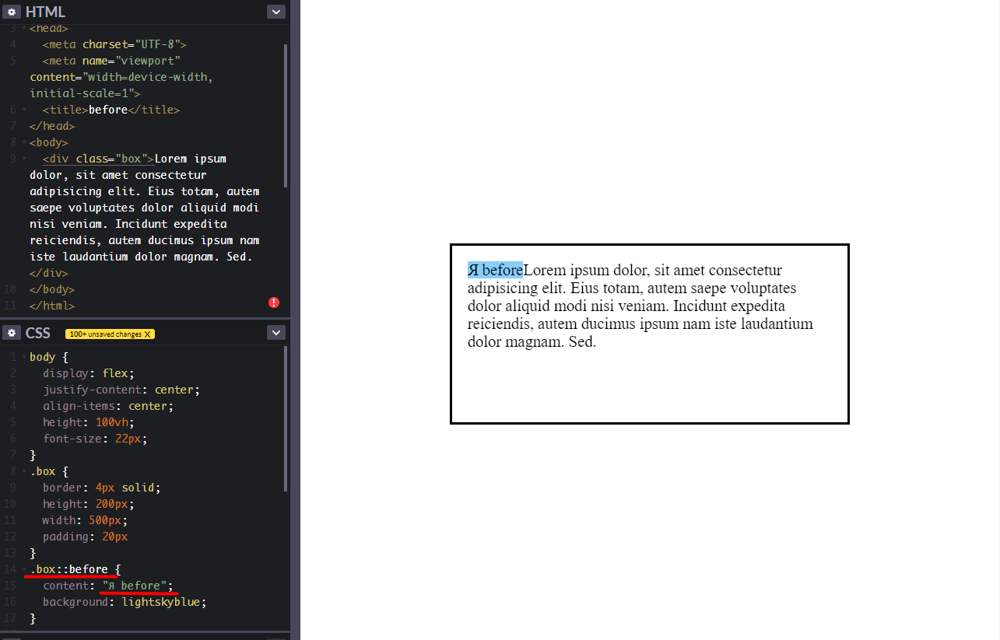 HTML
3 <head>
4 <meta charset="UTF-8">
5 <meta name="viewport"
content="width=device-width,
initial-scale=1">
6 <title>before</title>
7 </head>
8 <body>
9 <div class="box">Lorem ipsum
dolor, sit amet consectetur
adipisicing elit. Eius totam, autem
saepe voluptates dolor aliquid modi
nisi veniam. Incidunt expedita
reiciendis, autem ducimus ipsum nam
iste laudantium dolor magnam. Sed.
</div>
10 </body>
11 </html>
!
CSS 100+ unsaved changes X
1 body {
2 display: flex;
3 justify-content: center;
4 align-items: center;
5 height: 100vh;
6 font-size: 22px;
7 }
8 .box {
9 border: 4px solid;
10 height: 200px;
11 width: 500px;
12 padding: 20px
13 }
14 .box::before {
15 content: "Я before";
16 background: lightskyblue;
17 }
Я beforeLorem ipsum dolor, sit amet consectetur
adipisicing elit. Eius totam, autem saepe voluptates
dolor aliquid modi nisi veniam. Incidunt expedita
reiciendis, autem ducimus ipsum nam iste laudantium
dolor magnam. Sed.